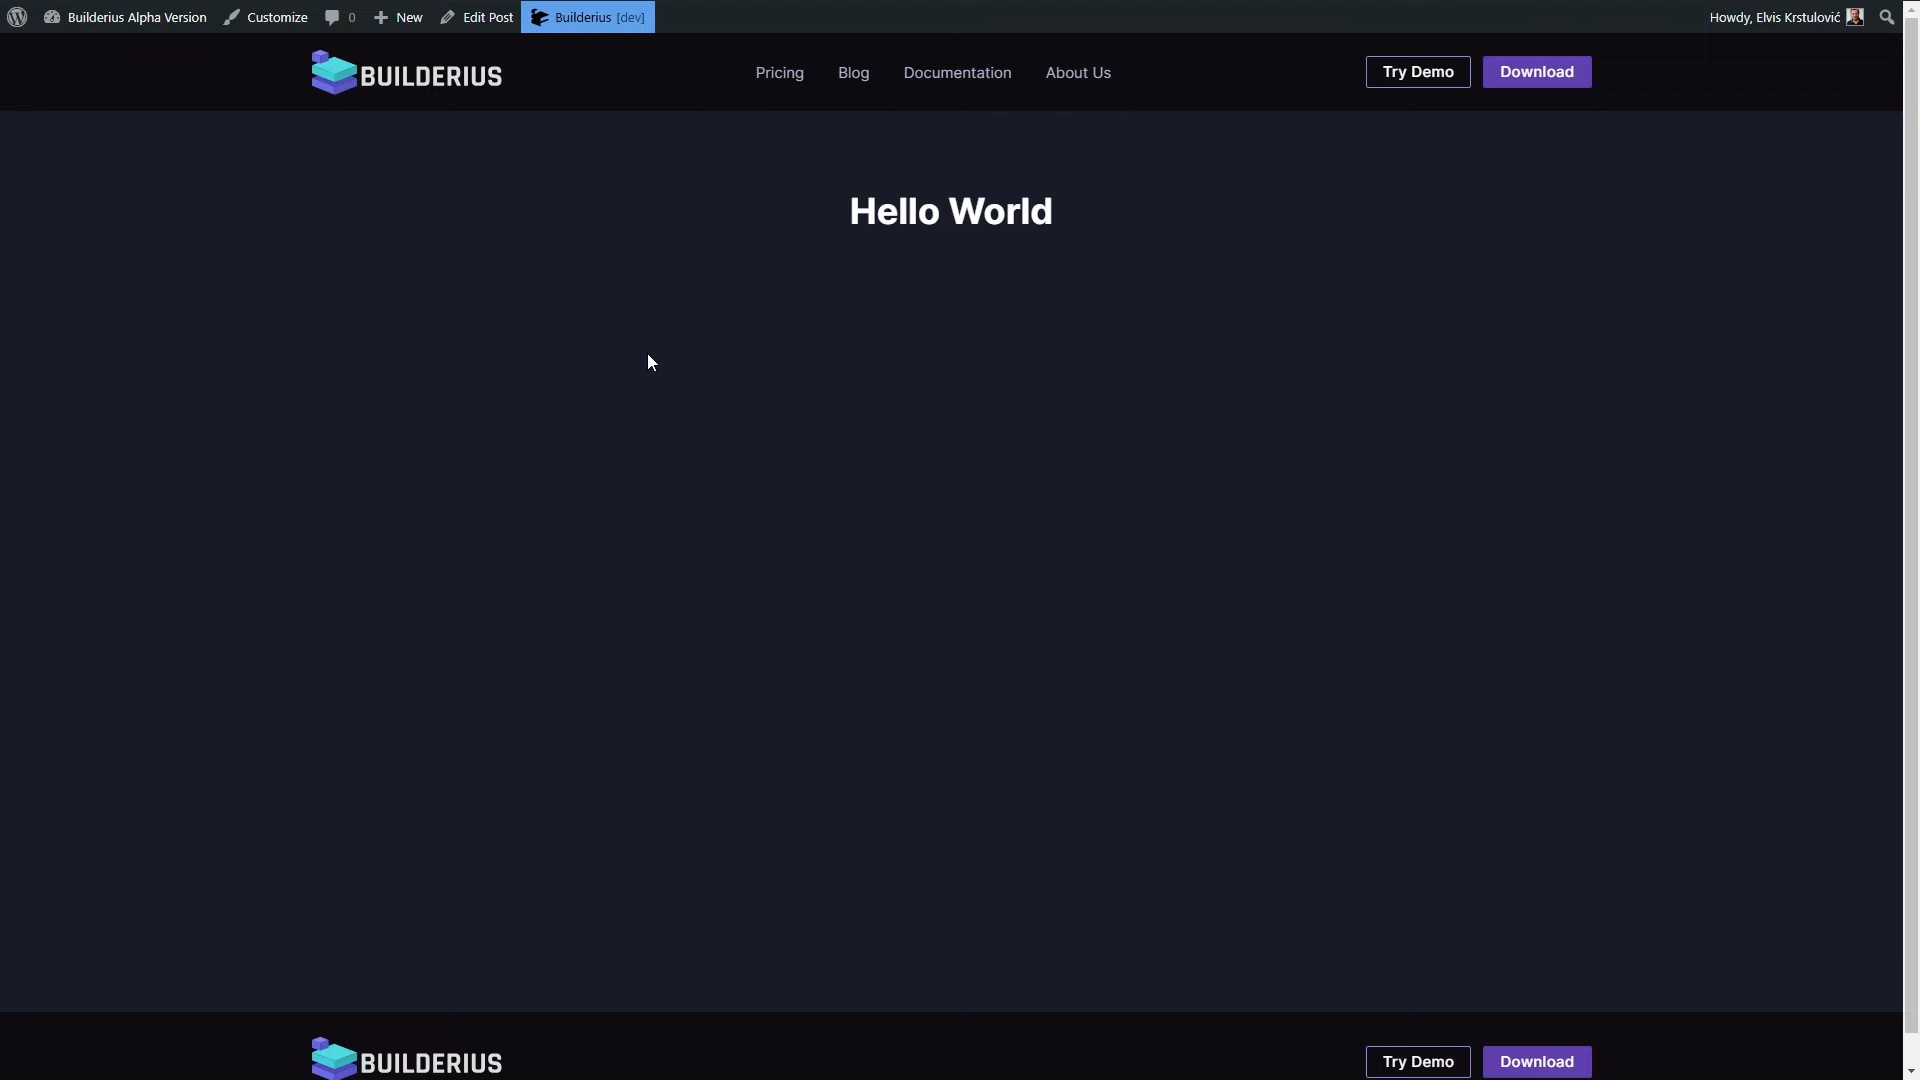 Builderius Alpha Version Customize 0 New Edit Post Builderius [dev] Howdy, Elvis Krstulović
BUILDERIUS Pricing Blog Documentation About Us Try Demo Download
Hello World
BUILDERIUS Try Demo Download